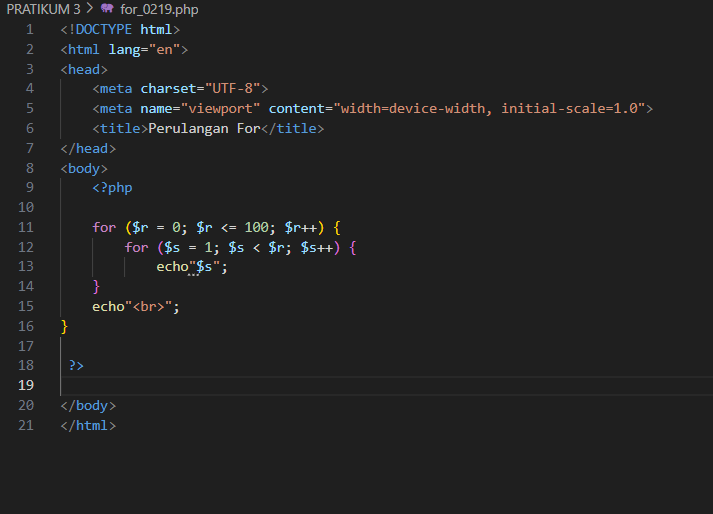 PRATIKUM 3 > for_0219.php
1 <!DOCTYPE html>
2 <html lang="en">
3 <head>
4     <meta charset="UTF-8">
5     <meta name="viewport" content="width=device-width, initial-scale=1.0">
6     <title>Perulangan For</title>
7 </head>
8 <body>
9     <?php
10
11     for ($r = 0; $r <= 100; $r++) {
12         for ($s = 1; $s < $r; $s++) {
13             echo"$s";
14     }
15     echo"<br>";
16 }
17
18  ?>
19
20 </body>
21 </html>